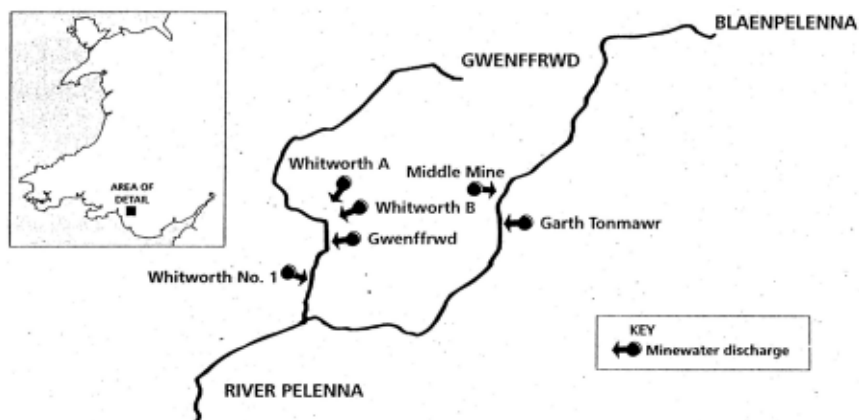 BLAENPELENNA
GWENFFRWD
Whitworth A
Middle Mine
AREA OF
DETAIL
Whitworth B
Garth Tonmawr
Gwenffrwd
Whitworth No. 1
KEY
Minewater discharge
RIVER PELENNA